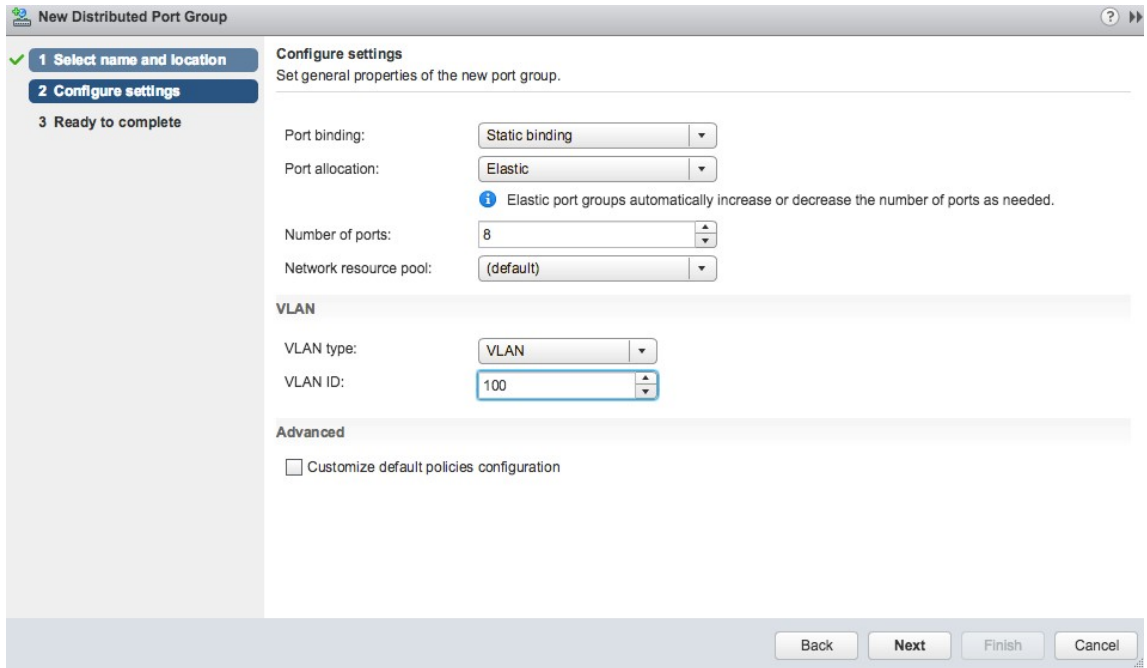 New Distributed Port Group
1 Select name and location
2 Configure settings
3 Ready to complete
Configure settings
Set general properties of the new port group.
Port binding:
Static binding
Port allocation:
Elastic
Elastic port groups automatically increase or decrease the number of ports as needed.
Number of ports:
8
Network resource pool:
(default)
VLAN
VLAN type:
VLAN
VLAN ID:
100
Advanced
Customize default policies configuration
Back
Next
Finish
Cancel